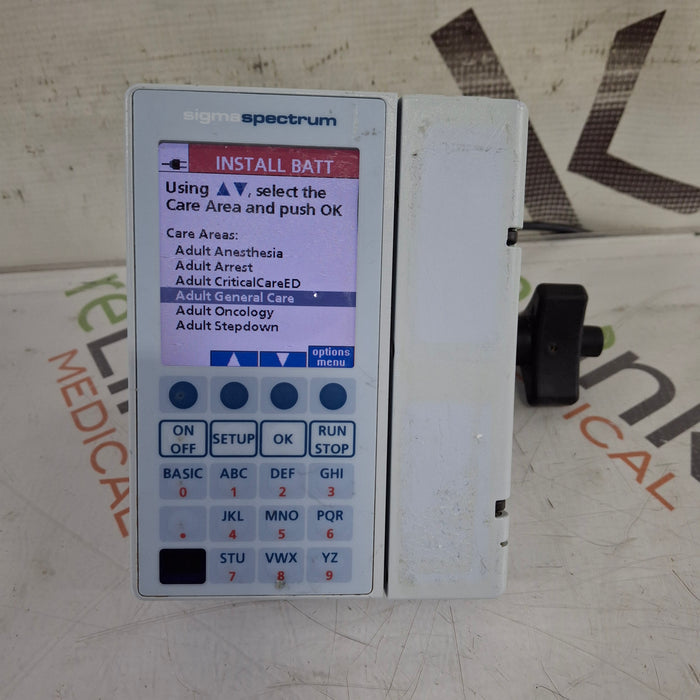 sigmaspectrum
INSTALL BATT
Using ▲▼, select the
Care Area and push OK
Care Areas:
Adult Anesthesia
Adult Arrest
Adult CriticalCareED
Adult General Care
Adult Oncology
Adult Stepdown
options
menu
ON
OFF
SETUP
OK
RUN
STOP
BASIC
0
ABC
1
DEF
2
GHI
3
.
JKL
4
MNO
5
PQR
6
STU
7
VWX
8
YZ
9
MEDICAL